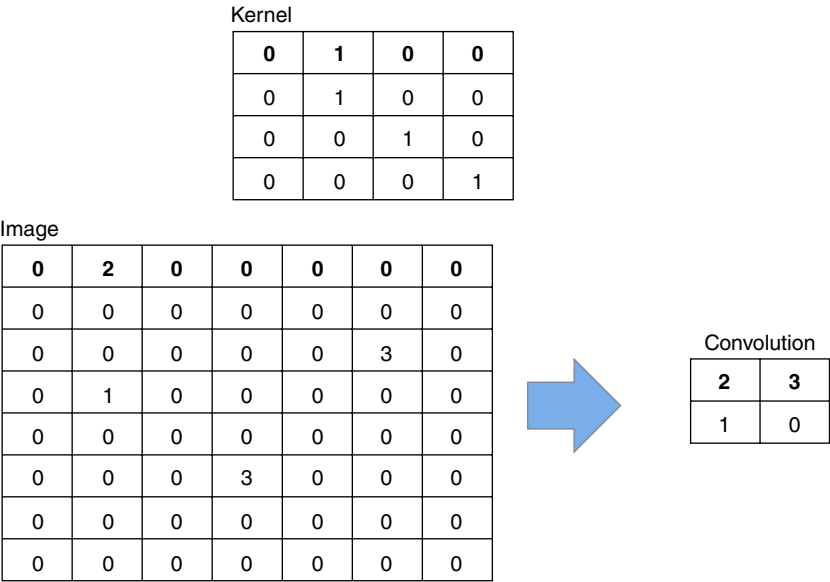 Kernel
0 1 0 0
0 1 0 0
0 0 1 0
0 0 0 1
Image
0 2 0 0 0 0 0
0 0 0 0 0 0 0
0 0 0 0 0 3 0
0 1 0 0 0 0 0
0 0 0 0 0 0 0
0 0 0 3 0 0 0
0 0 0 0 0 0 0
0 0 0 0 0 0 0
Convolution
2 3
1 0